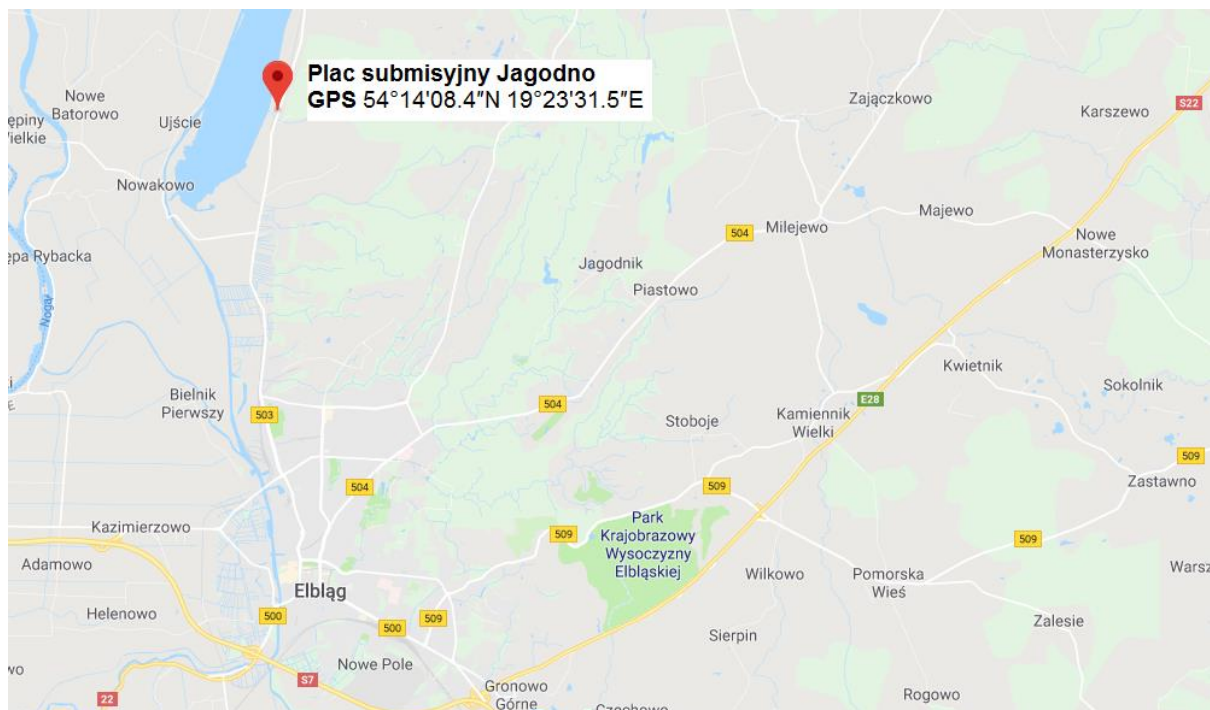 Plac submisyjny Jagodno
GPS 54°14'08.4″N 19°23'31.5″E
Nowe
Batorowo
Ujście
Wielkie
Nowakowo
Zajączkowo
Karszewo
S22
Majewo
Milejewo
504
Nowe
Monasterzysko
Rybacka
Jagodnik
Piastowo
Nogat
Kwietnik
Sokolnik
Bielnik
Pierwszy
503
504
E28
Stoboje
Kamiennik
Wielki
509
Zastawno
504
509
Kazimierzowo
509
Park
Krajobrazowy
Wysoczyzny
Elbląskiej
509
Adamowo
Elbląg
Wilkowo
Pomorska
Wieś
Helenowo
500
500
509
Sierpin
Zalesie
Nowe Pole
S7
22
Gronowo
Górne
Rogowo